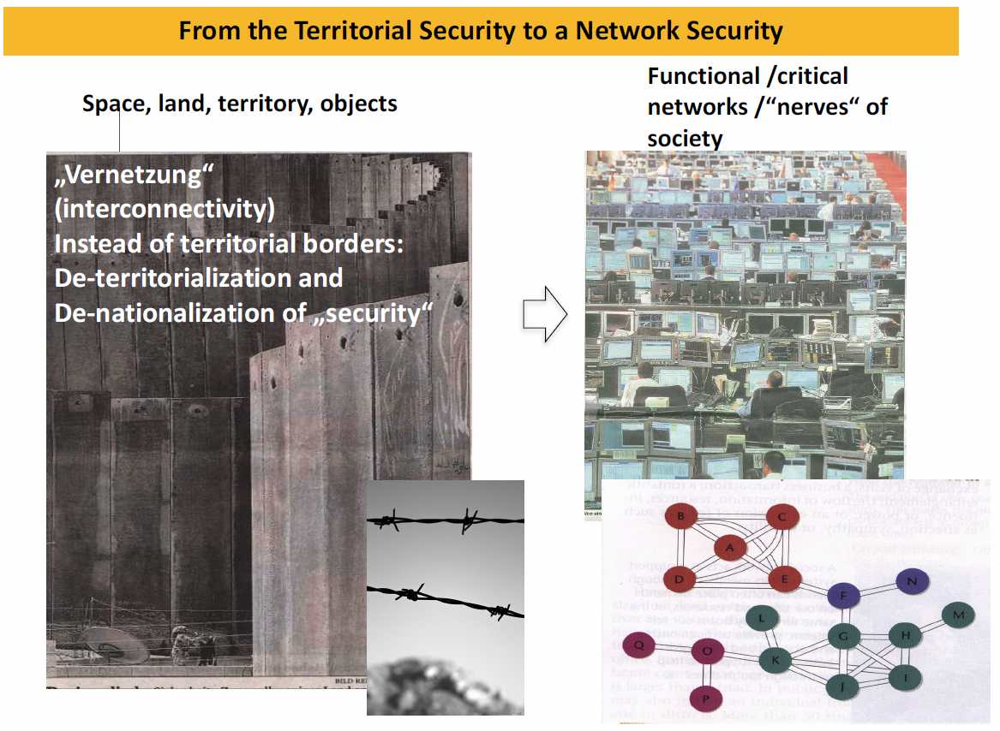 From the Territorial Security to a Network Security
Space, land, territory, objects
Functional /critical
networks /“nerves“ of
society
„Vernetzung“
(interconnectivity)
Instead of territorial borders:
De-territorialization and
De-nationalization of „security“
BILD
B
C
A
D
E
F
N
L
M
G
H
Q
O
K
I
J
P